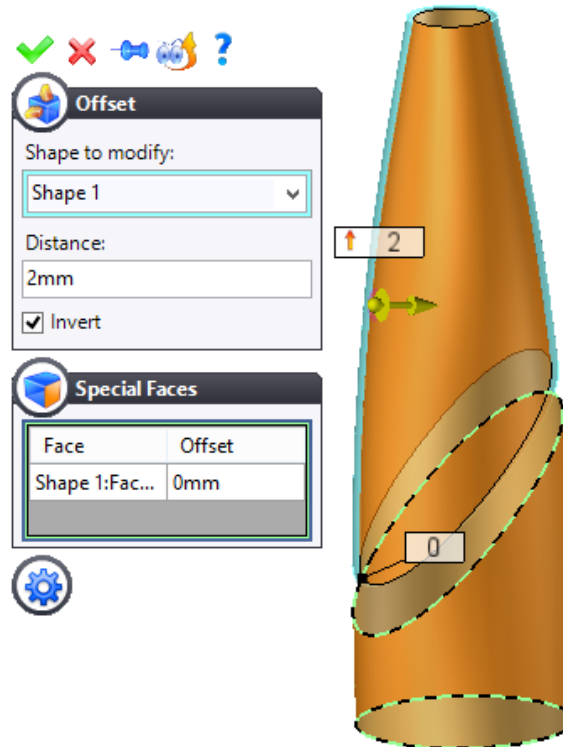 ?
Offset
Shape to modify:
Shape 1
Distance:
2mm
Invert
Special Faces
Face Offset
Shape 1:Fac... 0mm
2
0